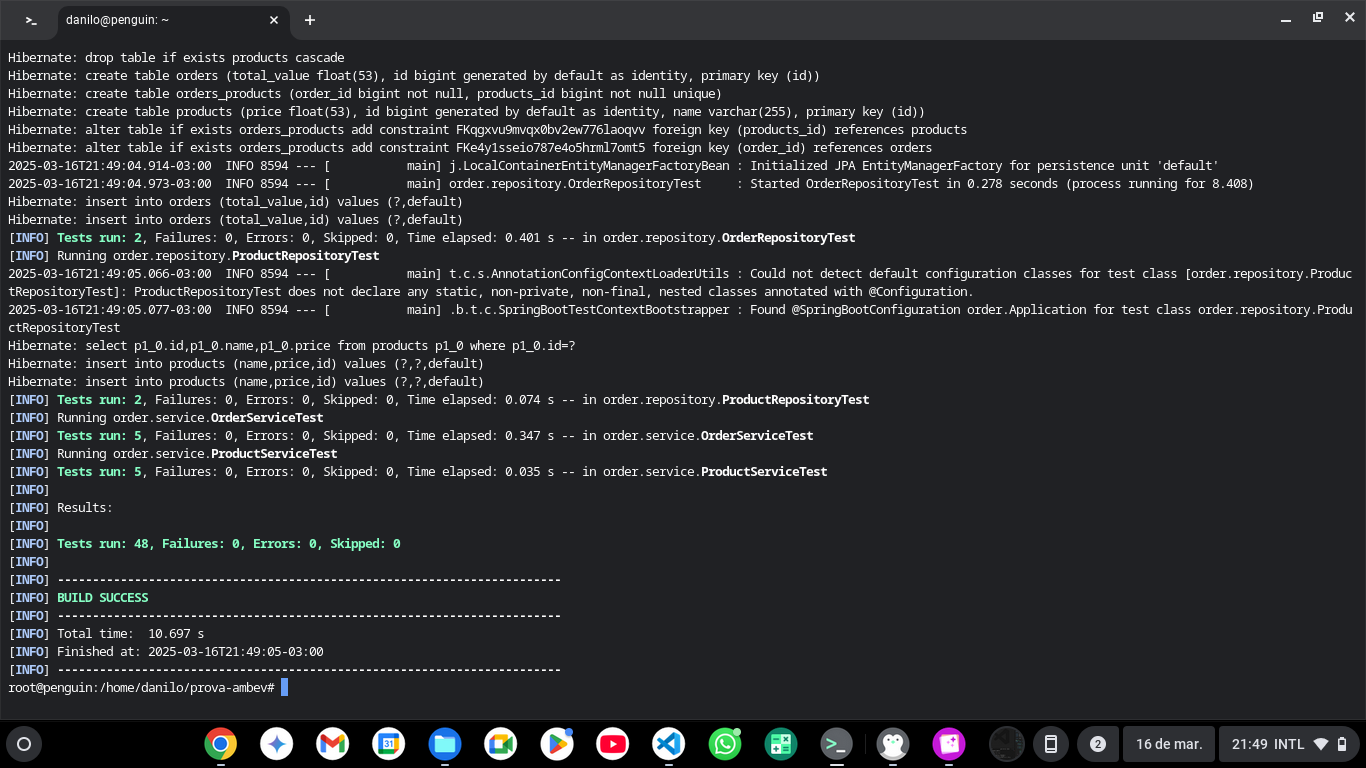 danilo@penguin: ~
Hibernate: drop table if exists products cascade
Hibernate: create table orders (total_value float(53), id bigint generated by default as identity, primary key (id))
Hibernate: create table orders_products (order_id bigint not null, products_id bigint not null unique)
Hibernate: create table products (price float(53), id bigint generated by default as identity, name varchar(255), primary key (id))
Hibernate: alter table if exists orders_products add constraint FKqgxvu9mvqx0bv2ew776laoqvv foreign key (products_id) references products
Hibernate: alter table if exists orders_products add constraint FKe4y1sseio787e4o5hrml7omt5 foreign key (order_id) references orders
2025-03-16T21:49:04.914-03:00  INFO 8594 --- [           main] j.LocalContainerEntityManagerFactoryBean : Initialized JPA EntityManagerFactory for persistence unit 'default'
2025-03-16T21:49:04.973-03:00  INFO 8594 --- [           main] order.repository.OrderRepositoryTest     : Started OrderRepositoryTest in 0.278 seconds (process running for 8.408)
Hibernate: insert into orders (total_value,id) values (?,default)
Hibernate: insert into orders (total_value,id) values (?,default)
[INFO] Tests run: 2, Failures: 0, Errors: 0, Skipped: 0, Time elapsed: 0.401 s -- in order.repository.OrderRepositoryTest
[INFO] Running order.repository.ProductRepositoryTest
2025-03-16T21:49:05.066-03:00  INFO 8594 --- [           main] t.c.s.AnnotationConfigContextLoaderUtils : Could not detect default configuration classes for test class [order.repository.Produc
tRepositoryTest]: ProductRepositoryTest does not declare any static, non-private, non-final, nested classes annotated with @Configuration.
2025-03-16T21:49:05.077-03:00  INFO 8594 --- [           main] .b.t.c.SpringBootTestContextBootstrapper : Found @SpringBootConfiguration order.Application for test class order.repository.Produ
ctRepositoryTest
Hibernate: select p1_0.id,p1_0.name,p1_0.price from products p1_0 where p1_0.id=?
Hibernate: insert into products (name,price,id) values (?,?,default)
Hibernate: insert into products (name,price,id) values (?,?,default)
[INFO] Tests run: 2, Failures: 0, Errors: 0, Skipped: 0, Time elapsed: 0.074 s -- in order.repository.ProductRepositoryTest
[INFO] Running order.service.OrderServiceTest
[INFO] Tests run: 5, Failures: 0, Errors: 0, Skipped: 0, Time elapsed: 0.347 s -- in order.service.OrderServiceTest
[INFO] Running order.service.ProductServiceTest
[INFO] Tests run: 5, Failures: 0, Errors: 0, Skipped: 0, Time elapsed: 0.035 s -- in order.service.ProductServiceTest
[INFO]
[INFO] Results:
[INFO]
[INFO] Tests run: 48, Failures: 0, Errors: 0, Skipped: 0
[INFO]
[INFO] ------------------------------------------------------------------------
[INFO] BUILD SUCCESS
[INFO] ------------------------------------------------------------------------
[INFO] Total time:  10.697 s
[INFO] Finished at: 2025-03-16T21:49:05-03:00
[INFO] ------------------------------------------------------------------------
root@penguin:/home/danilo/prova-ambev#
31
2
16 de mar.
21:49 INTL